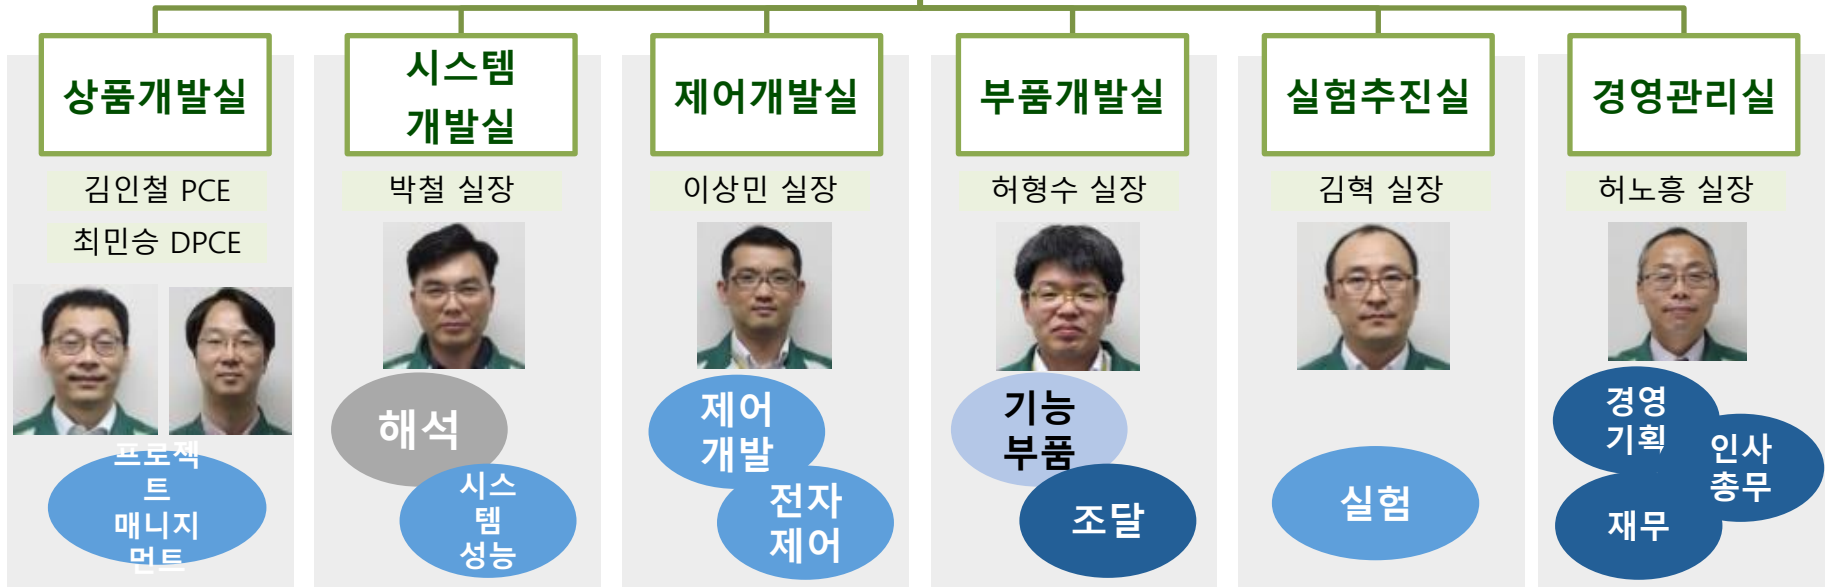 상품개발실
김인철 PCE
최민승 DPCE
프로젝
트
매니지
먼트
시스템
개발실
박철 실장
해석
시스
템
성능
제어개발실
이상민 실장
제어
개발
전자
제어
부품개발실
허형수 실장
기능
부품
조달
실험추진실
김혁 실장
실험
경영관리실
허노흥 실장
경영
기획
인사
총무
재무